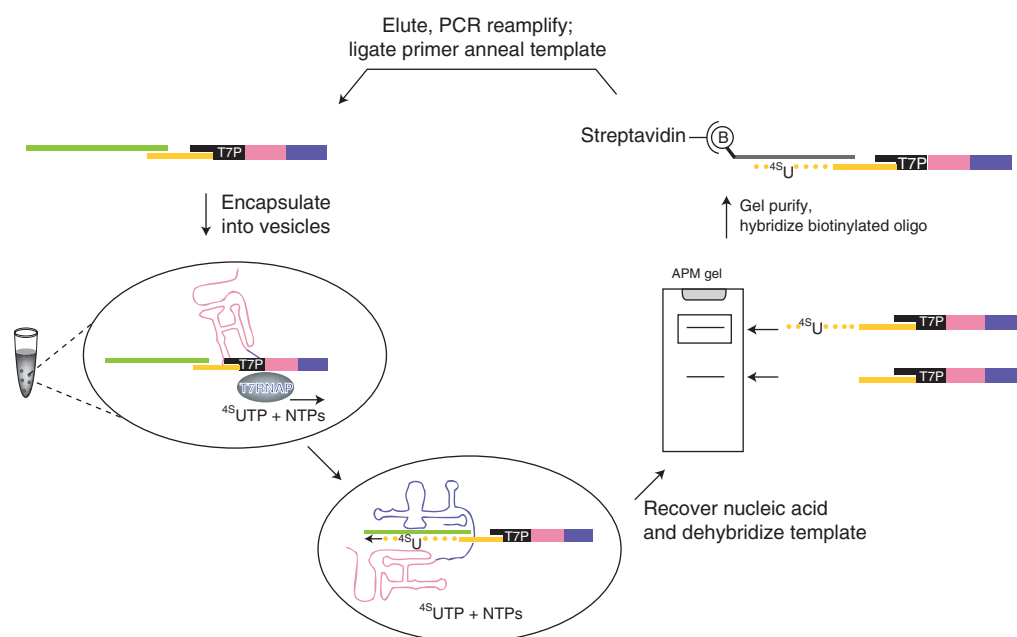 Elute, PCR reamplify;
ligate primer anneal template
T7P
Streptavidin
B
T7P
4SU
Encapsulate
into vesicles
Gel purify,
hybridize biotinylated oligo
APM gel
4SU
T7P
T7P
T7RNAP
4SUTP + NTPs
T7P
Recover nucleic acid
and dehybridize template
4SU
T7P
4SUTP + NTPs